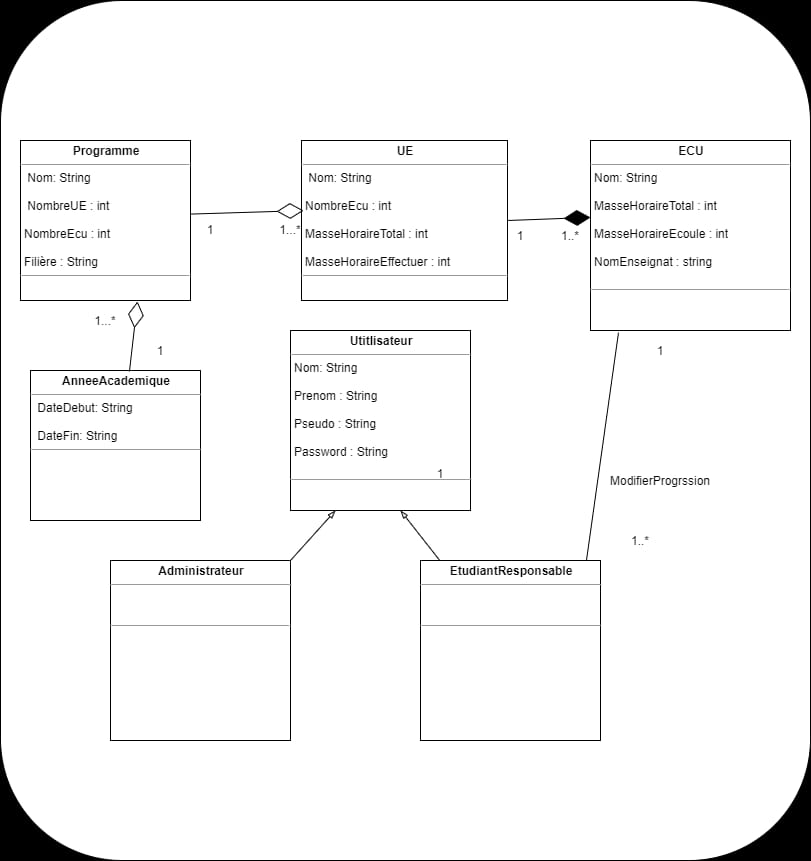 Programme
Nom: String
NombreUE : int
NombreEcu : int
Filière : String
1
1...*
UE
Nom: String
NombreEcu : int
MasseHoraireTotal : int
MasseHoraireEffectuer : int
1
1..*
ECU
Nom: String
MasseHoraireTotal : int
MasseHoraireEcoule : int
NomEnseignat : string
1...*
1
AnneeAcademique
DateDebut: String
DateFin: String
Utitlisateur
Nom: String
Prenom : String
Pseudo : String
Password : String
1
1
ModifierProgrssion
1..*
Administrateur
EtudiantResponsable